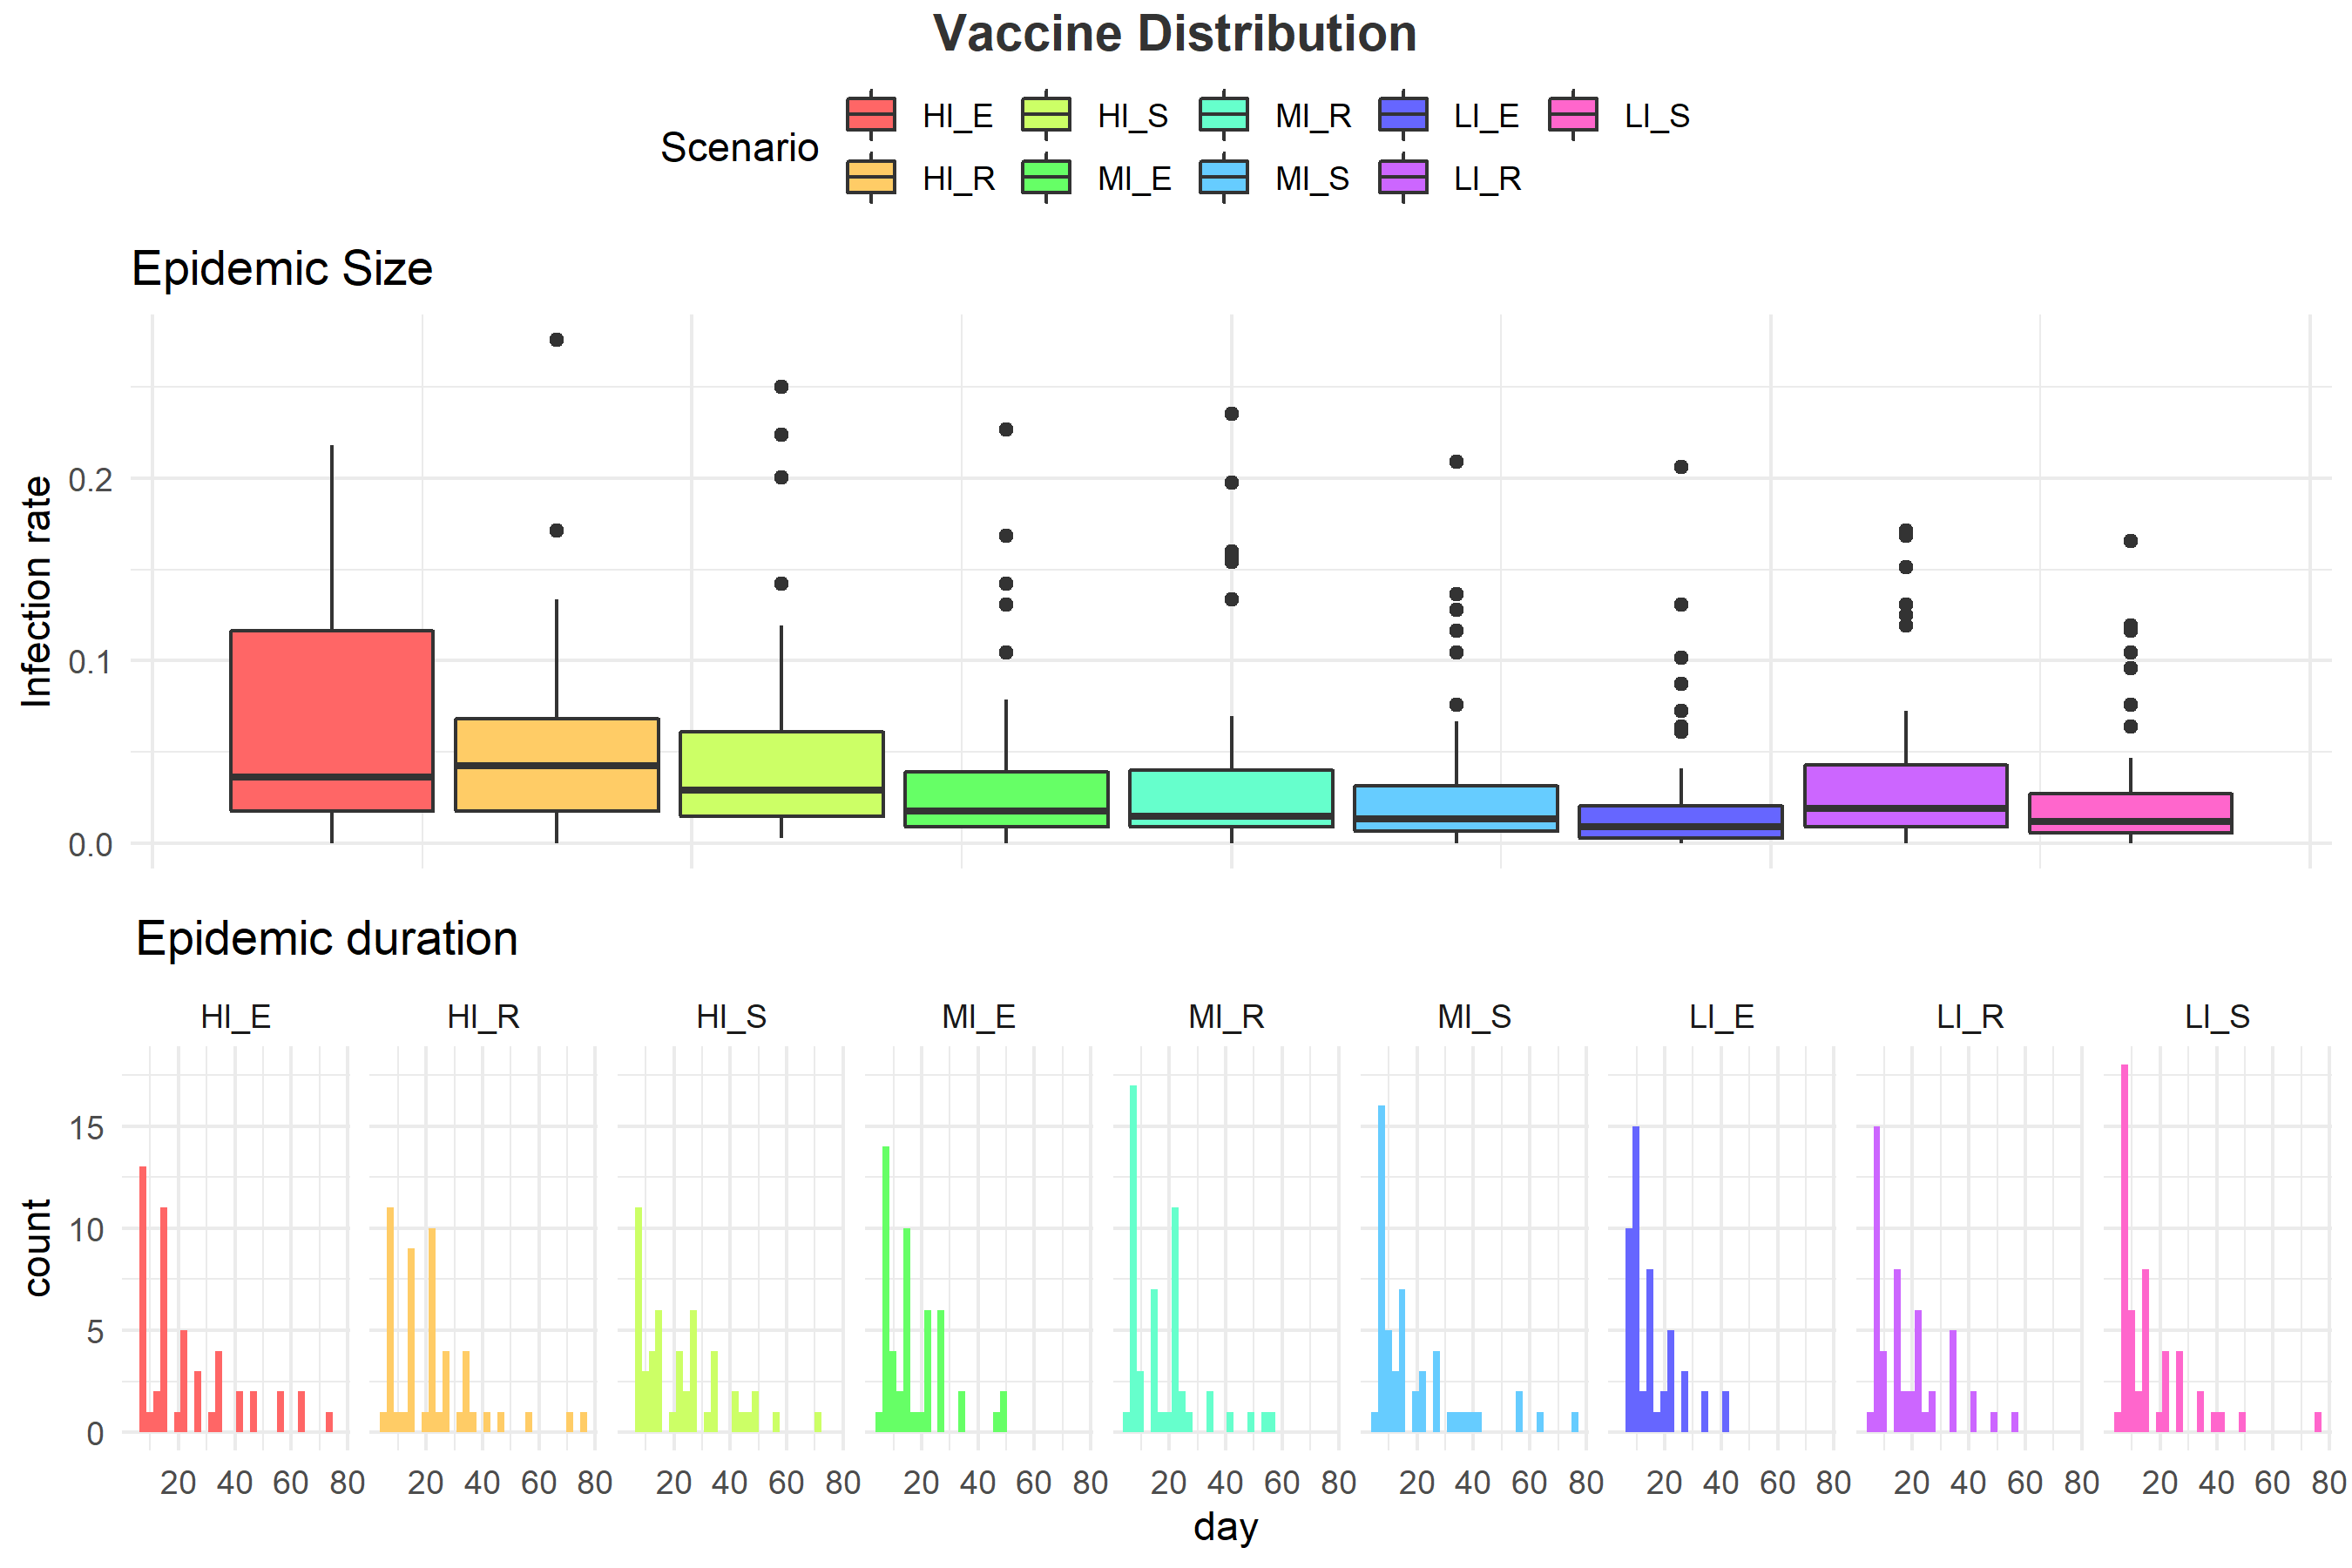 Vaccine Distribution
Scenario
HI_E HI_S MI_R LI_E LI_S
HI_R MI_E MI_S LI_R
Epidemic Size
Infection rate
0.2
0.1
0.0
Epidemic duration
HI_E HI_R HI_S MI_E MI_R MI_S LI_E LI_R LI_S
count
15
10
5
0
20 40 60 80 20 40 60 80 20 40 60 80 20 40 60 80 20 40 60 80 20 40 60 80 20 40 60 80 20 40 60 80 20 40 60 80
day